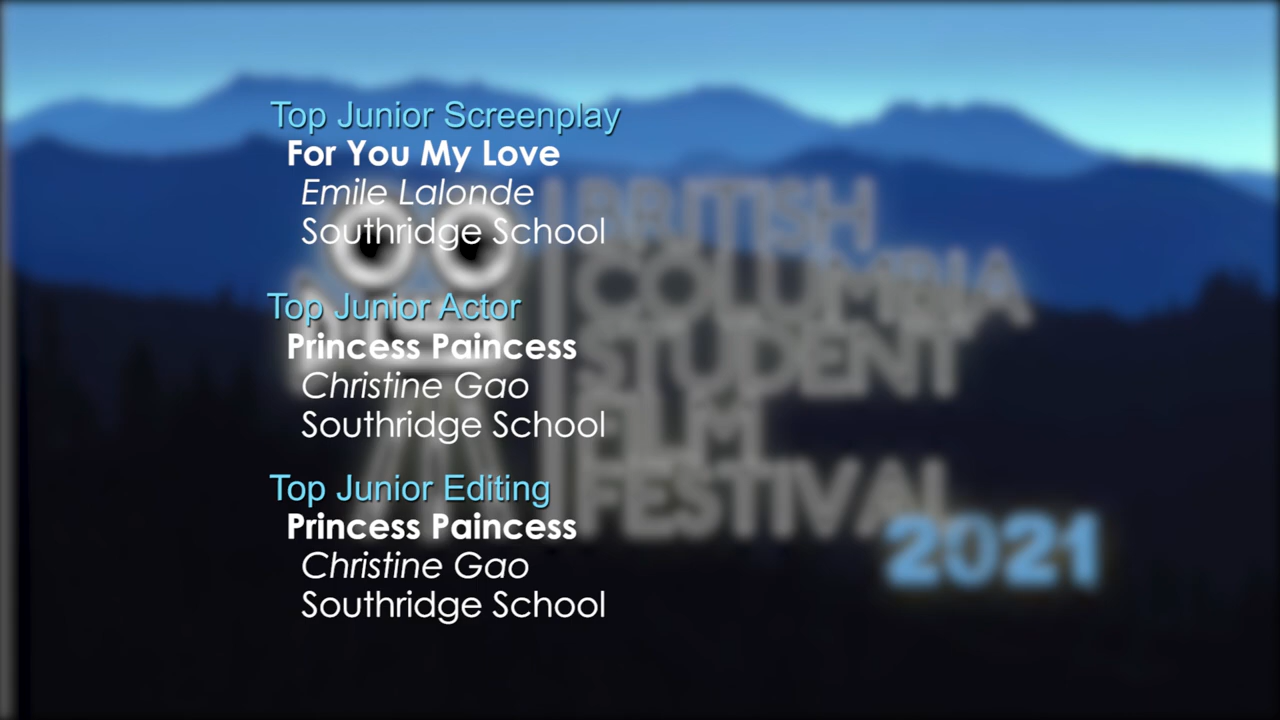 Top Junior Screenplay
For You My Love
Emile Lalonde
Southridge School
Top Junior Actor
Princess Paincess
Christine Gao
Southridge School
Top Junior Editing
Princess Paincess
Christine Gao
Southridge School
BRITISH
COLUMBIA
STUDENT
FILM
FESTIVAL
2021